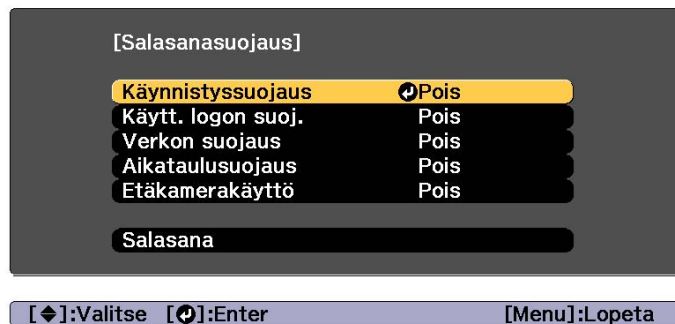 [Salasanasuojaus]
Käynnistyssuojaus Pois
Käytt. logon suoj. Pois
Verkon suojaus Pois
Aikataulusuojaus Pois
Etäkamerakäyttö Pois
Salasana
[◆]:Valitse [↵]:Enter [Menu]:Lopeta